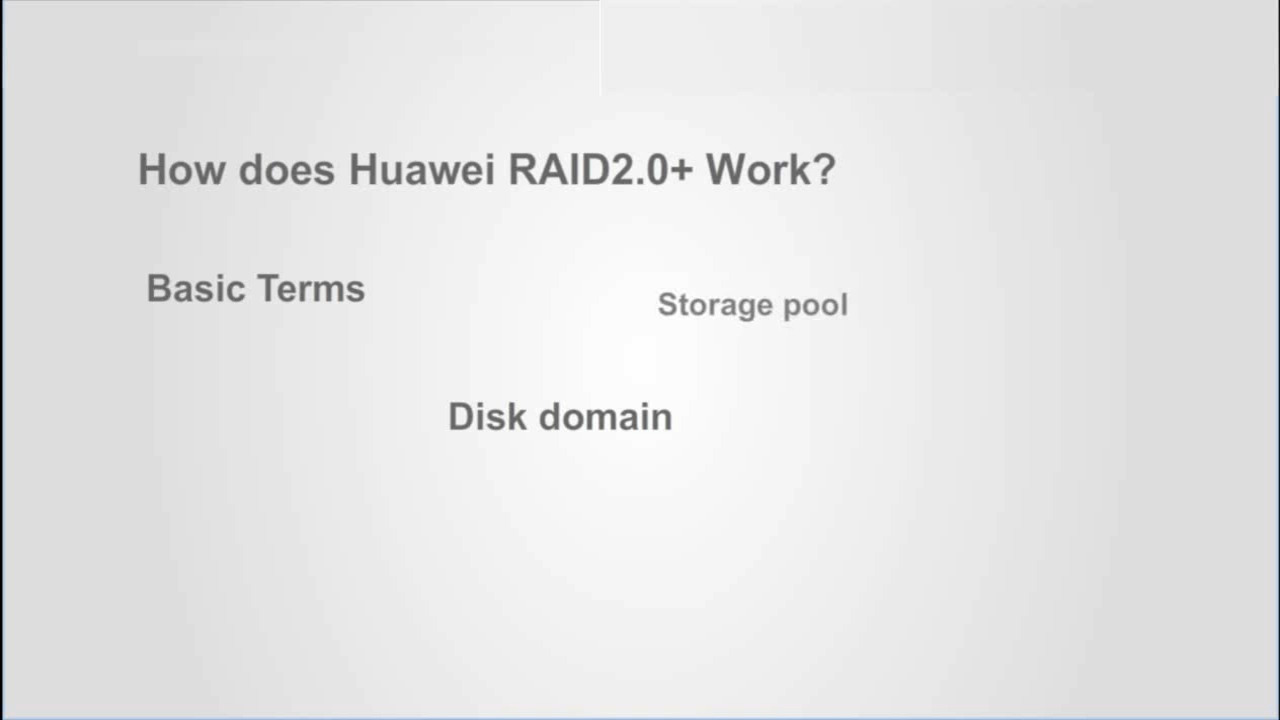 How does Huawei RAID2.0+ Work?
Basic Terms
Storage pool
Disk domain